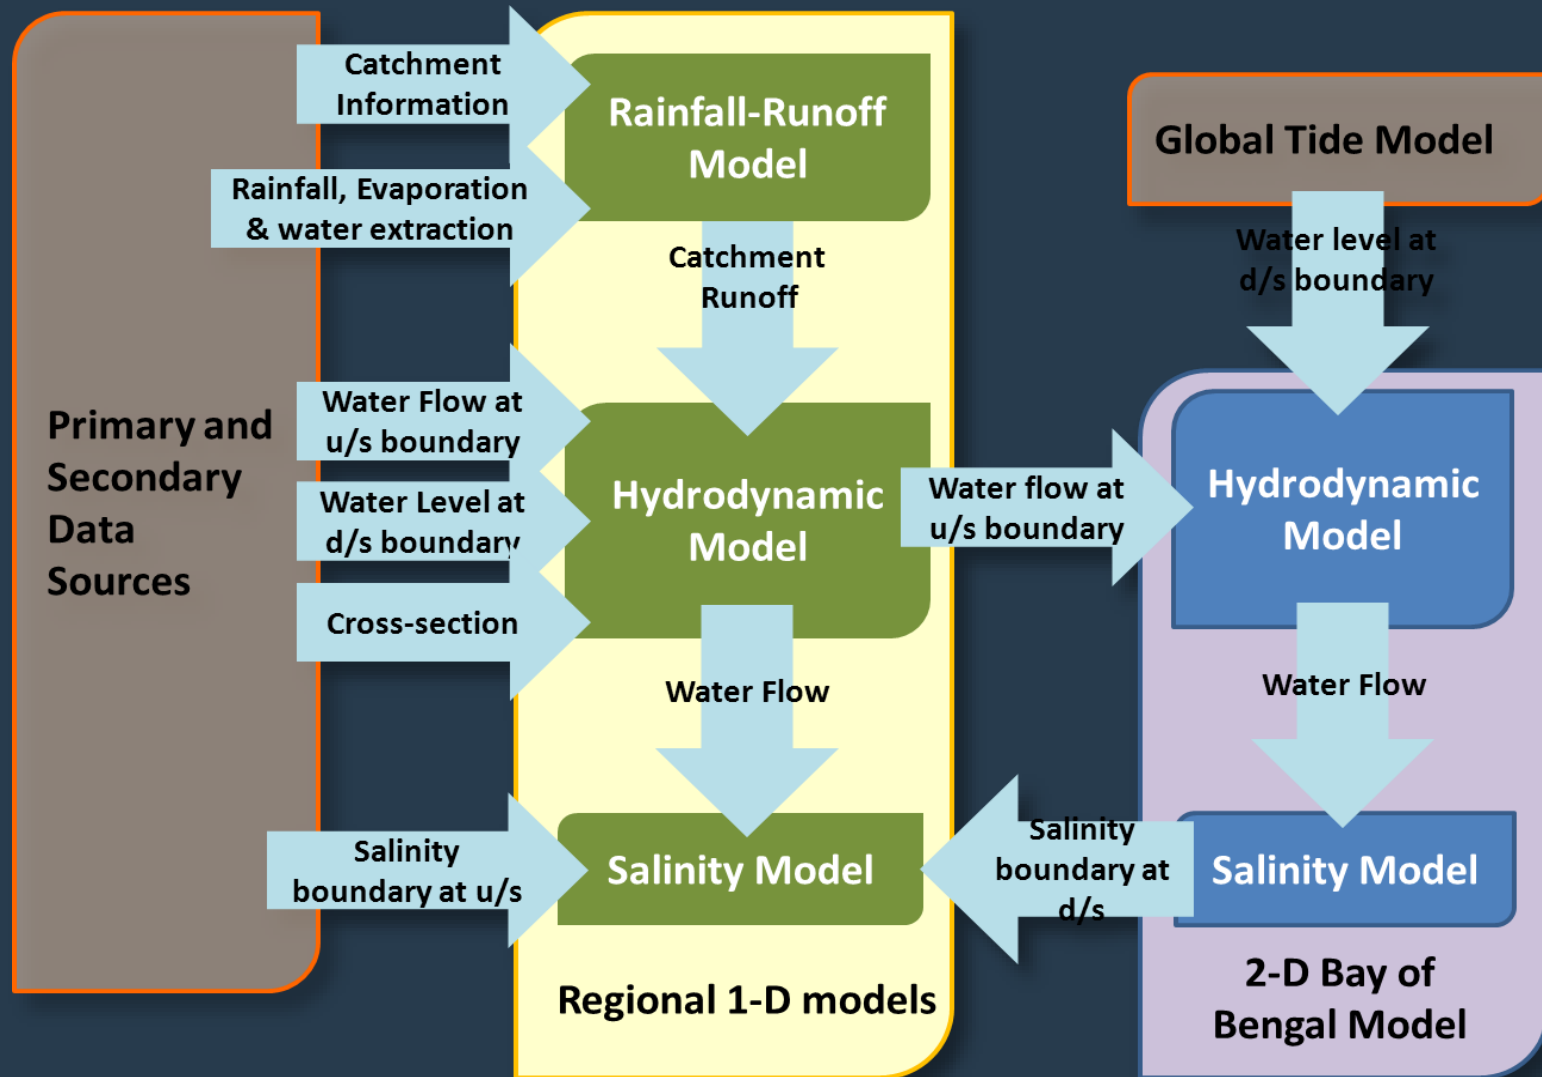 Catchment
Information
Rainfall, Evaporation
& water extraction
Rainfall-Runoff
Model
Catchment
Runoff
Global Tide Model
Water level at
d/s boundary
Primary and
Secondary
Data
Sources
Water Flow at
u/s boundary
Water Level at
d/s boundary
Cross-section
Hydrodynamic
Model
Water flow at
u/s boundary
Hydrodynamic
Model
Water Flow
Water Flow
Salinity
boundary at u/s
Salinity Model
Salinity
boundary at
d/s
Salinity Model
Regional 1-D models
2-D Bay of
Bengal Model